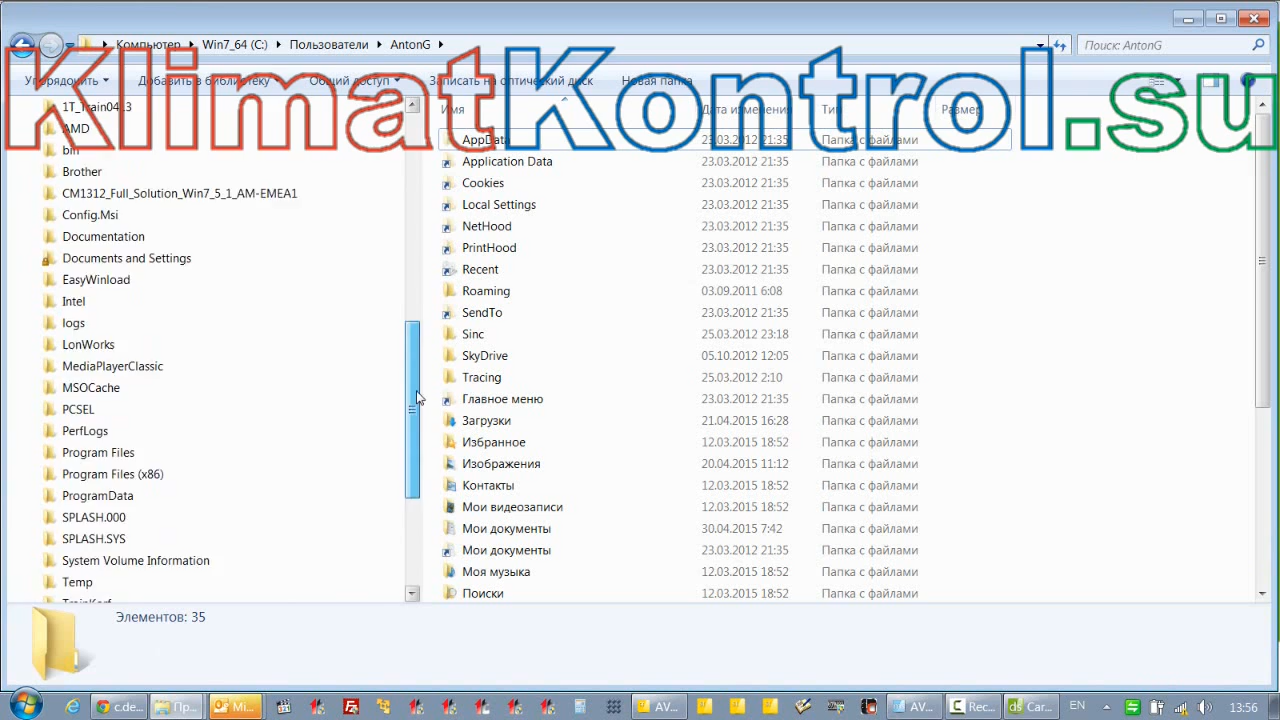 Компьютер ▸ Win7_64 (C:) ▸ Пользователи ▸ AntonG ▸
Поиск: AntonG
KlimatKontrol.su
Упорядочить
Добавить в библиотеку
Общий доступ
Записать на оптический диск
Новая папка
1T_Train04.3
AMD
bin
Brother
CM1312_Full_Solution_Win7_5_1_AM-EMEA1
Config.Msi
Documentation
Documents and Settings
EasyWinload
Intel
logs
LonWorks
MediaPlayerClassic
MSOCache
PCSEL
PerfLogs
Program Files
Program Files (x86)
ProgramData
SPLASH.000
SPLASH.SYS
System Volume Information
Temp
Имя Дата изменения Тип Размер
AppData 23.03.2012 21:35 Папка с файлами
Application Data 23.03.2012 21:35 Папка с файлами
Cookies 23.03.2012 21:35 Папка с файлами
Local Settings 23.03.2012 21:35 Папка с файлами
NetHood 23.03.2012 21:35 Папка с файлами
PrintHood 23.03.2012 21:35 Папка с файлами
Recent 23.03.2012 21:35 Папка с файлами
Roaming 03.09.2011 6:08 Папка с файлами
SendTo 23.03.2012 21:35 Папка с файлами
Sinc 25.03.2012 23:18 Папка с файлами
SkyDrive 05.10.2012 12:05 Папка с файлами
Tracing 25.03.2012 2:10 Папка с файлами
Главное меню 23.03.2012 21:35 Папка с файлами
Загрузки 21.04.2015 16:28 Папка с файлами
Избранное 12.03.2015 18:52 Папка с файлами
Изображения 20.04.2015 11:12 Папка с файлами
Контакты 12.03.2015 18:52 Папка с файлами
Мои видеозаписи 12.03.2015 18:52 Папка с файлами
Мои документы 30.04.2015 7:42 Папка с файлами
Мои документы 23.03.2012 21:35 Папка с файлами
Моя музыка 12.03.2015 18:52 Папка с файлами
Поиски 12.03.2015 18:52 Папка с файлами
Элементов: 35
c.de... Пр... Mi... AV... AV... Rec... Car... EN 13:56